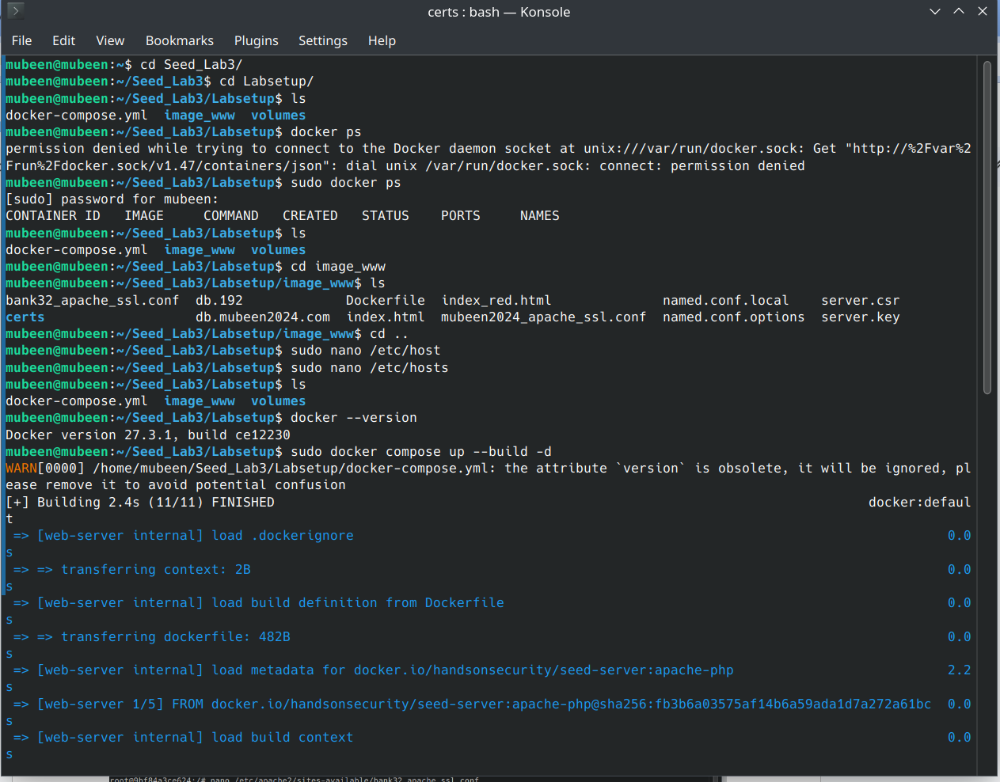 certs : bash — Konsole
File Edit View Bookmarks Plugins Settings Help
mubeen@mubeen:~$ cd Seed_Lab3/
mubeen@mubeen:~/Seed_Lab3$ cd Labsetup/
mubeen@mubeen:~/Seed_Lab3/Labsetup$ ls
docker-compose.yml  image_www  volumes
mubeen@mubeen:~/Seed_Lab3/Labsetup$ docker ps
permission denied while trying to connect to the Docker daemon socket at unix:///var/run/docker.sock: Get "http://%2Fvar%2
Frun%2Fdocker.sock/v1.47/containers/json": dial unix /var/run/docker.sock: connect: permission denied
mubeen@mubeen:~/Seed_Lab3/Labsetup$ sudo docker ps
[sudo] password for mubeen:
CONTAINER ID   IMAGE     COMMAND   CREATED   STATUS    PORTS     NAMES
mubeen@mubeen:~/Seed_Lab3/Labsetup$ ls
docker-compose.yml  image_www  volumes
mubeen@mubeen:~/Seed_Lab3/Labsetup$ cd image_www
mubeen@mubeen:~/Seed_Lab3/Labsetup/image_www$ ls
bank32_apache_ssl.conf  db.192             Dockerfile  index_red.html              named.conf.local    server.csr
certs                   db.mubeen2024.com  index.html  mubeen2024_apache_ssl.conf  named.conf.options  server.key
mubeen@mubeen:~/Seed_Lab3/Labsetup/image_www$ cd ..
mubeen@mubeen:~/Seed_Lab3/Labsetup$ sudo nano /etc/host
mubeen@mubeen:~/Seed_Lab3/Labsetup$ sudo nano /etc/hosts
mubeen@mubeen:~/Seed_Lab3/Labsetup$ ls
docker-compose.yml  image_www  volumes
mubeen@mubeen:~/Seed_Lab3/Labsetup$ docker --version
Docker version 27.3.1, build ce12230
mubeen@mubeen:~/Seed_Lab3/Labsetup$ sudo docker compose up --build -d
WARN[0000] /home/mubeen/Seed_Lab3/Labsetup/docker-compose.yml: the attribute `version` is obsolete, it will be ignored, pl
ease remove it to avoid potential confusion
[+] Building 2.4s (11/11) FINISHED docker:defaul
t
=> [web-server internal] load .dockerignore 0.0
s
=> => transferring context: 2B 0.0
s
=> [web-server internal] load build definition from Dockerfile 0.0
s
=> => transferring dockerfile: 482B 0.0
s
=> [web-server internal] load metadata for docker.io/handsonsecurity/seed-server:apache-php 2.2
s
=> [web-server 1/5] FROM docker.io/handsonsecurity/seed-server:apache-php@sha256:fb3b6a03575af14b6a59ada1d7a272a61bc 0.0
s
=> [web-server internal] load build context 0.0
s
root@9bf84a3ce624:/# nano /etc/apache2/sites-available/bank32_apache_ssl.conf